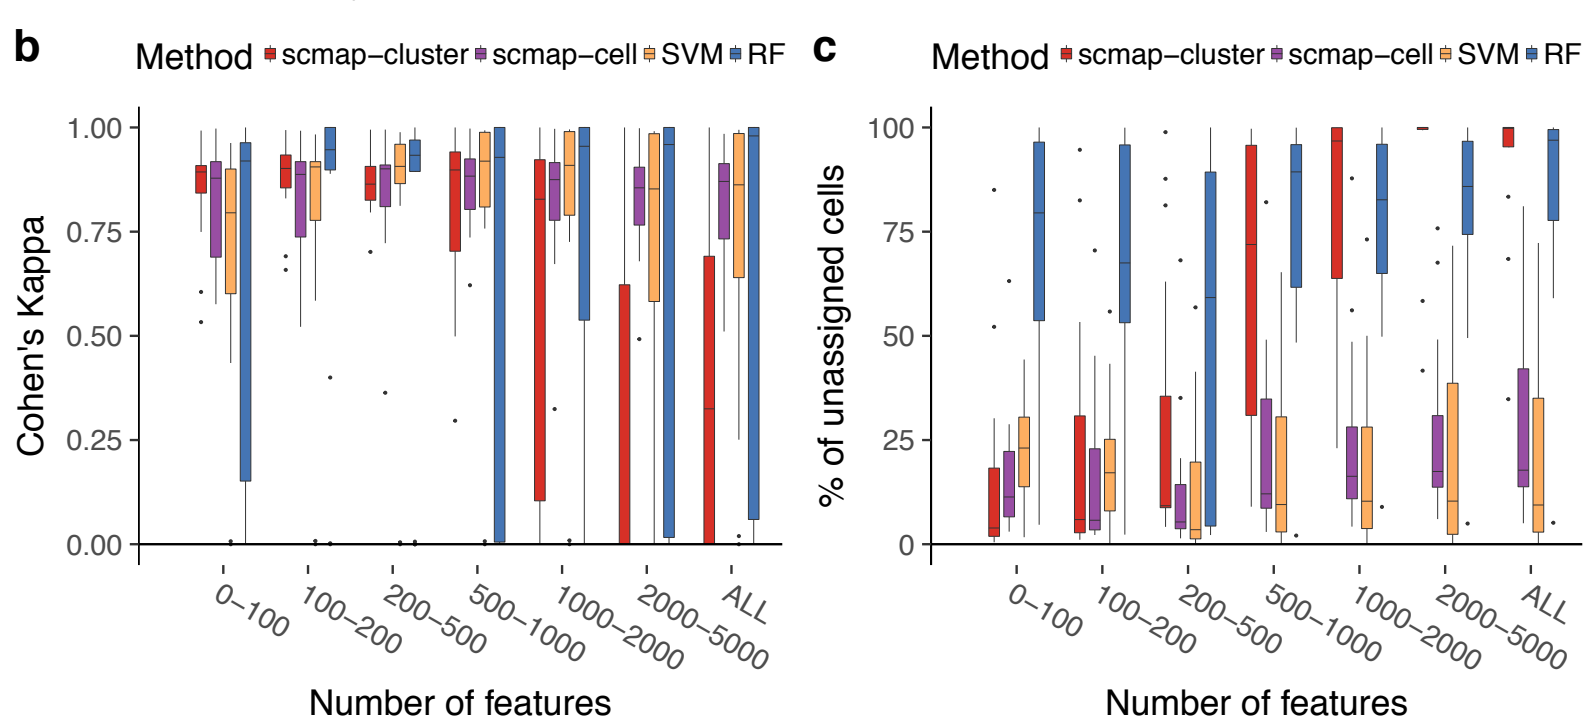 b
Method scmap−cluster scmap−cell SVM RF
Cohen's Kappa
1.00
0.75
0.50
0.25
0.00
0−100
100−200
200−500
500−1000
1000−2000
2000−5000
ALL
Number of features
c
Method scmap−cluster scmap−cell SVM RF
% of unassigned cells
100
75
50
25
0
0−100
100−200
200−500
500−1000
1000−2000
2000−5000
ALL
Number of features